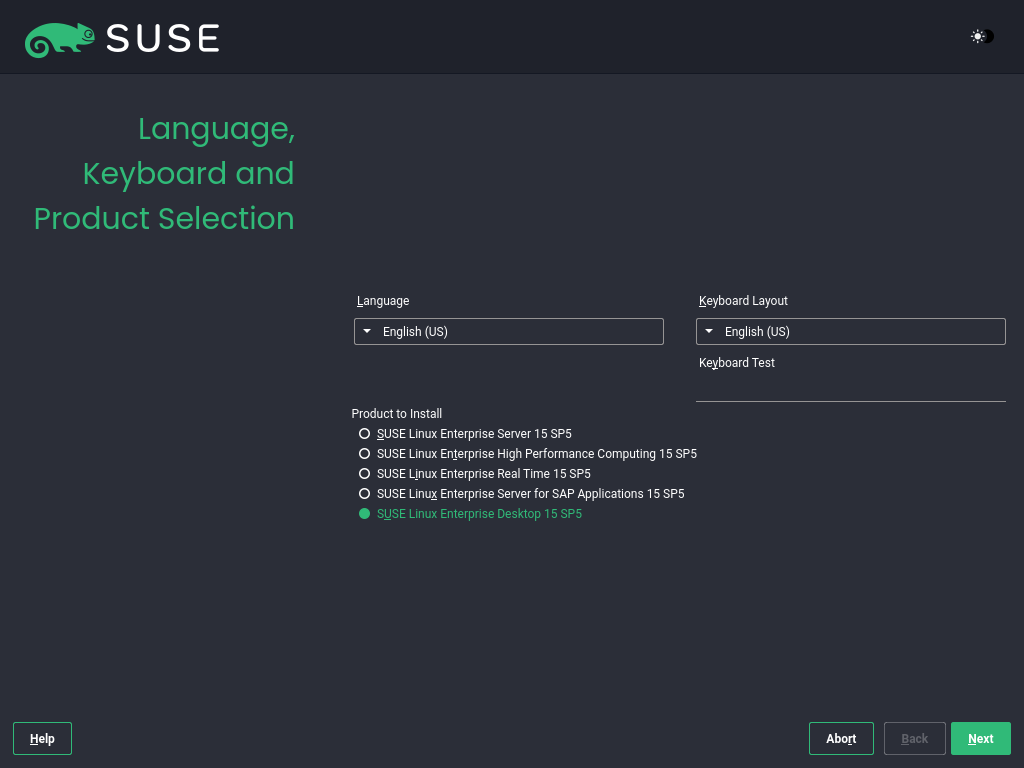 SUSE
Language,
Keyboard and
Product Selection
Language
Keyboard Layout
English (US)
English (US)
Keyboard Test
Product to Install
SUSE Linux Enterprise Server 15 SP5
SUSE Linux Enterprise High Performance Computing 15 SP5
SUSE Linux Enterprise Real Time 15 SP5
SUSE Linux Enterprise Server for SAP Applications 15 SP5
SUSE Linux Enterprise Desktop 15 SP5
Help
Abort
Back
Next